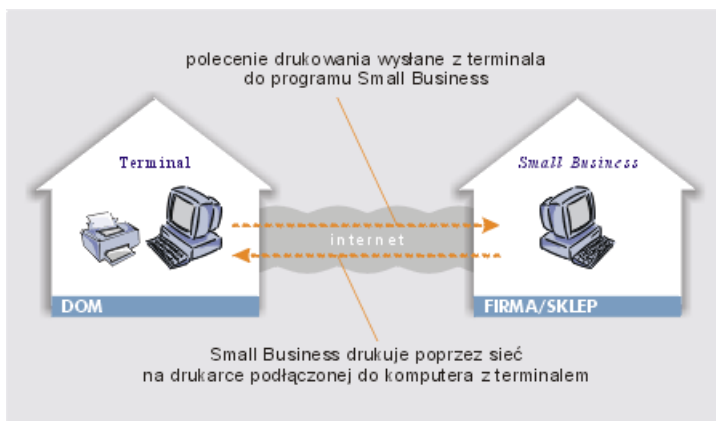 polecenie drukowania wysłane z terminala
do programu Small Business
Terminal
Small Business
internet
DOM
FIRMA/SKLEP
Small Business drukuje poprzez sieć
na drukarce podłączonej do komputera z terminalem